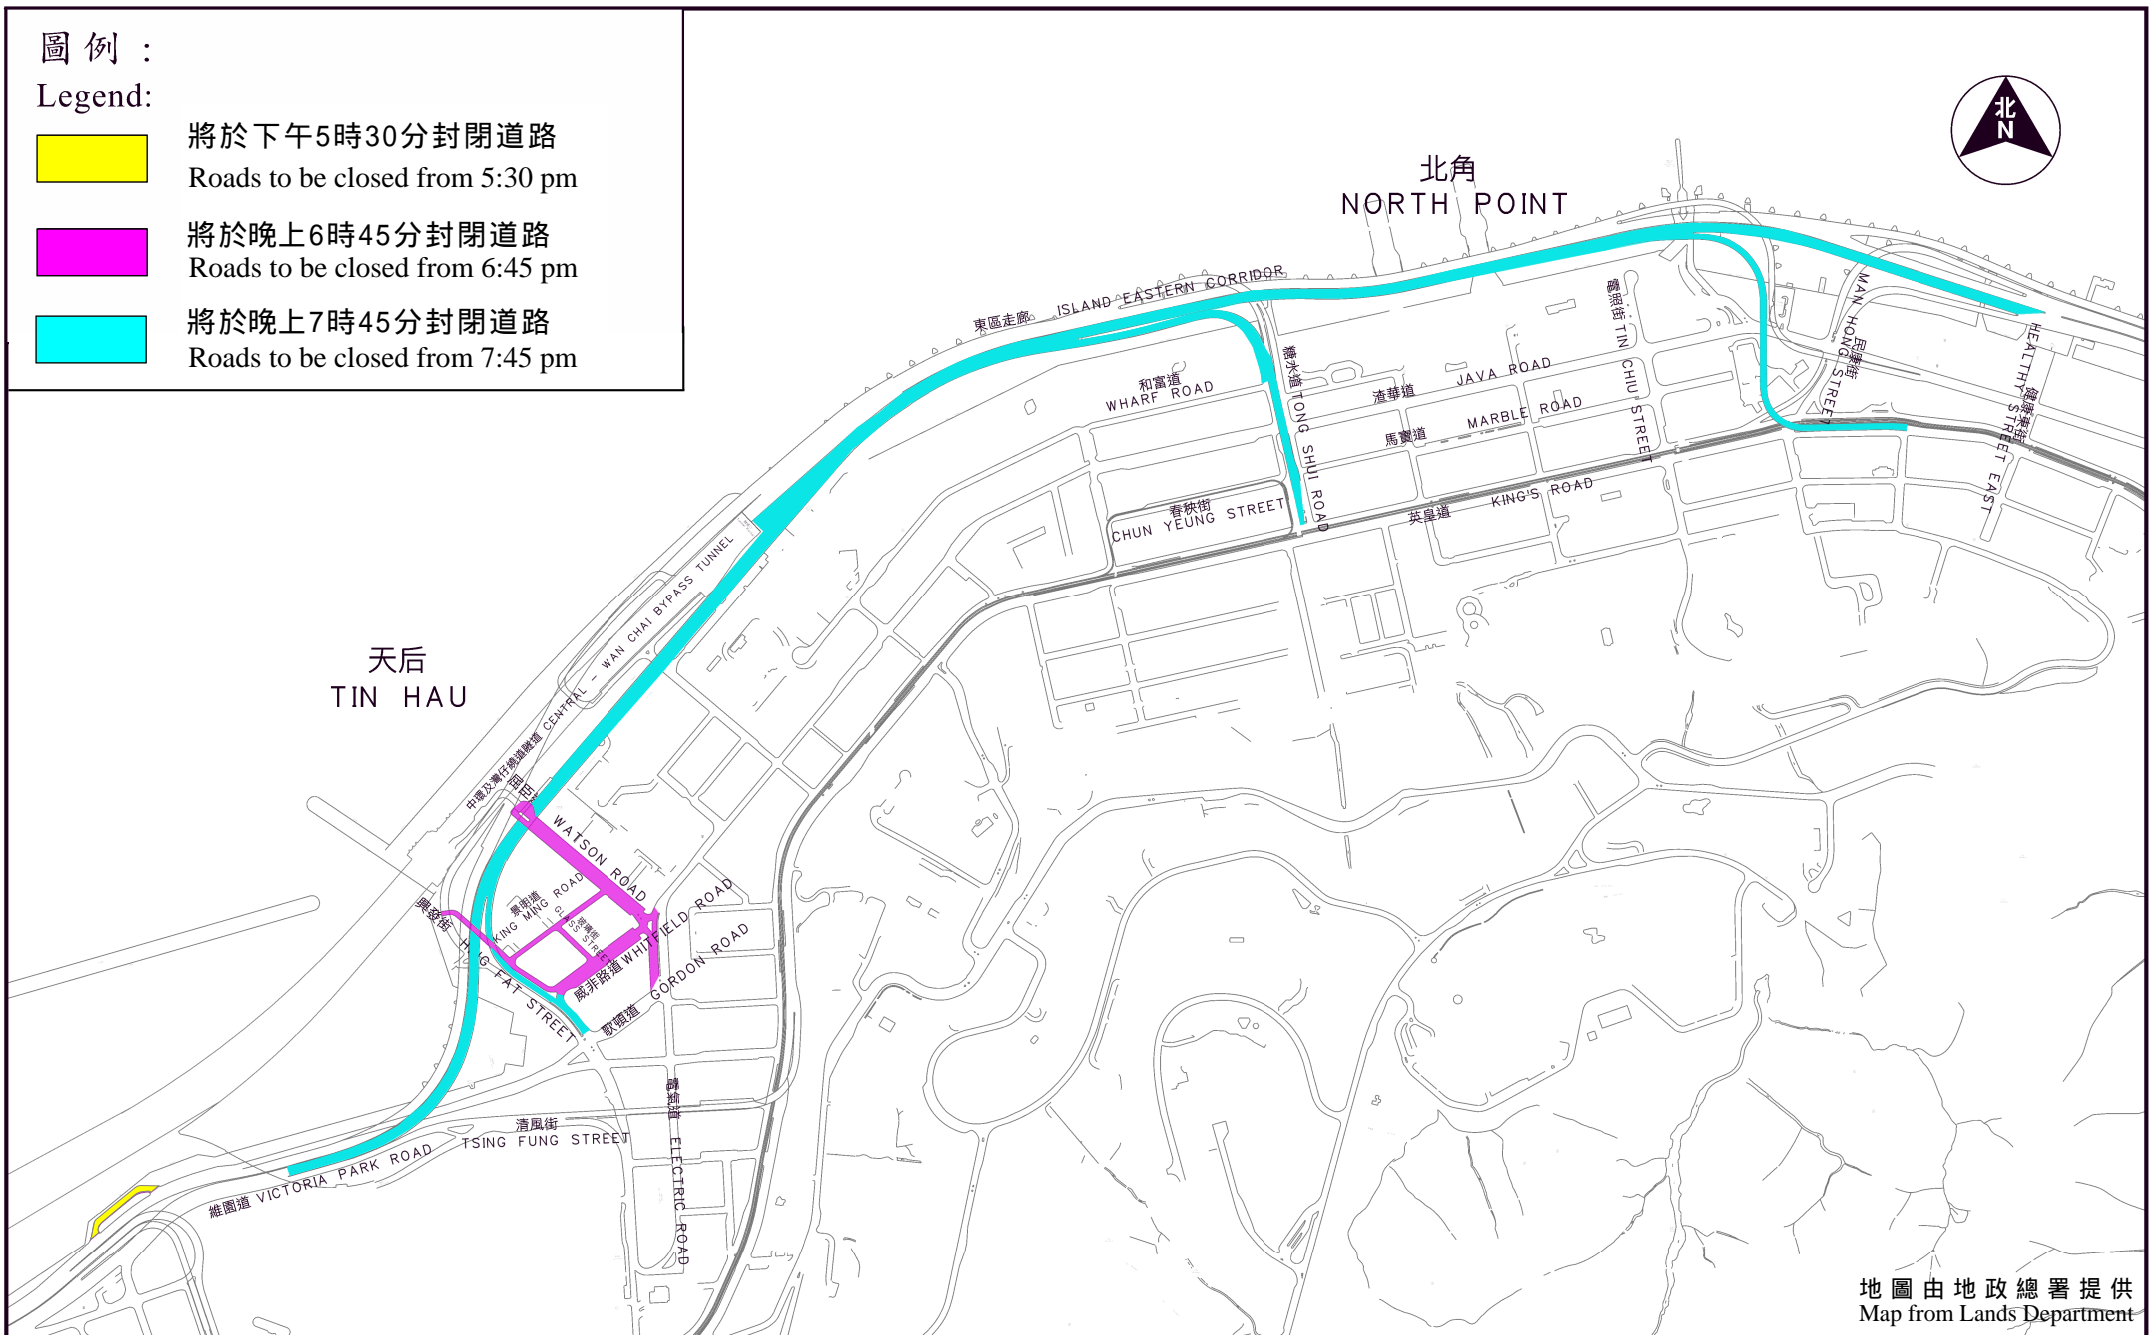 圖例：
Legend:
將於下午5時30分封閉道路
Roads to be closed from 5:30 pm
將於晚上6時45分封閉道路
Roads to be closed from 6:45 pm
將於晚上7時45分封閉道路
Roads to be closed from 7:45 pm
北
N
北角
NORTH POINT
東區走廊 ISLAND EASTERN CORRIDOR
電照街 TIN CHIU STREET
MAN HONG STREET
民康街
HEALTHY STREET EAST
健康東街
糖水道 TONG SHUI ROAD
和富道
WHARF ROAD
渣華道 JAVA ROAD
馬寶道 MARBLE ROAD
春秧街
CHUN YEUNG STREET
英皇道 KING'S ROAD
天后
TIN HAU
中環及灣仔繞道隧道 CENTRAL - WAN CHAI BYPASS TUNNEL
WATSON ROAD
景明道
KING MING ROAD
玻璃街
GLASS STREET
興發街 HING FAT STREET
威非路道 WHITFIELD ROAD
歌頓道 GORDON ROAD
電氣道 ELECTRIC ROAD
清風街
TSING FUNG STREET
維園道 VICTORIA PARK ROAD
地圖由地政總署提供
Map from Lands Department